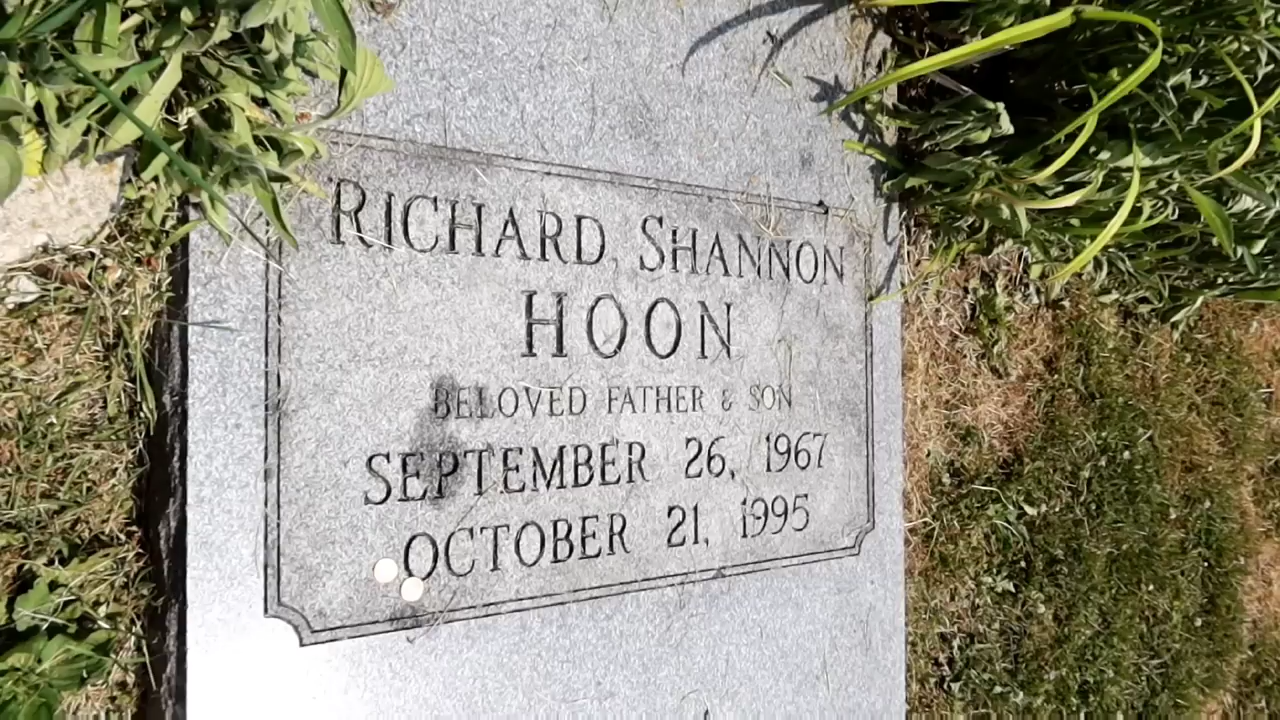 RICHARD SHANNON
HOON
BELOVED FATHER & SON
SEPTEMBER 26, 1967
OCTOBER 21, 1995